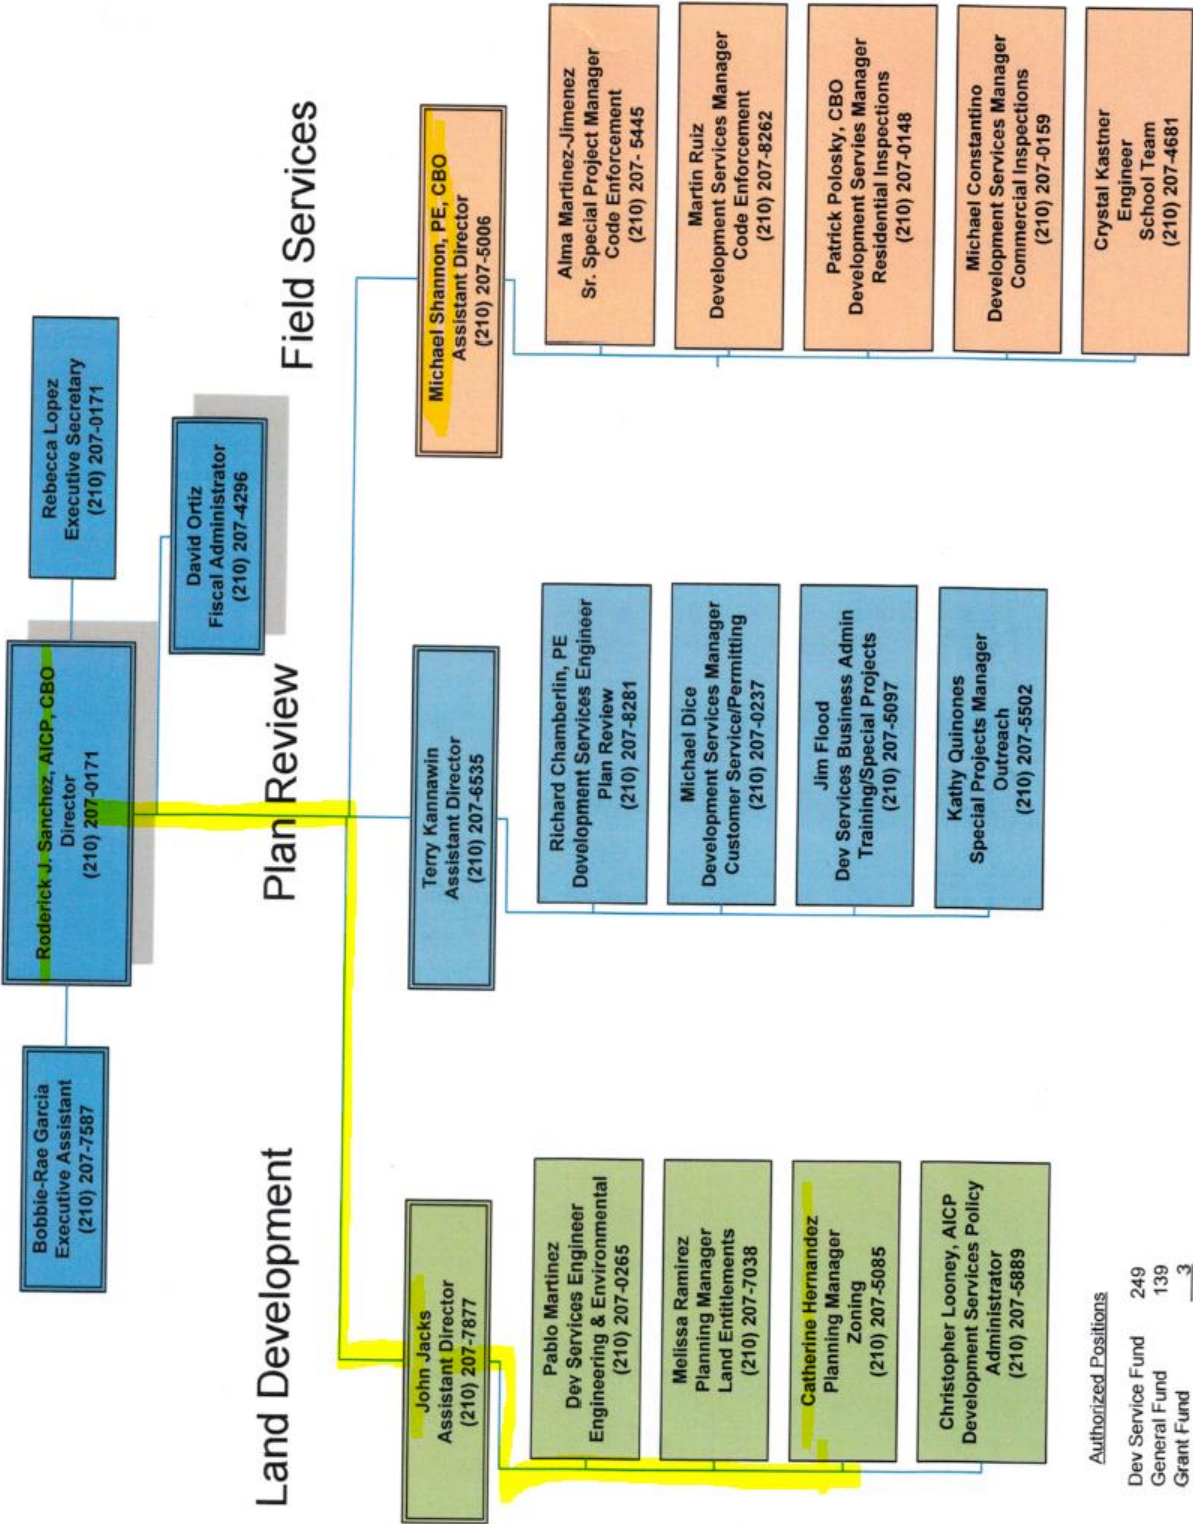 Bobbie-Rae Garcia
Executive Assistant
(210) 207-7587
Roderick J. Sanchez, AICP, CBO
Director
(210) 207-0171
Rebecca Lopez
Executive Secretary
(210) 207-0171
David Ortiz
Fiscal Administrator
(210) 207-4296
Land Development
Plan Review
Field Services
John Jacks
Assistant Director
(210) 207-7877
Pablo Martinez
Dev Services Engineer
Engineering & Environmental
(210) 207-0265
Melissa Ramirez
Planning Manager
Land Entitlements
(210) 207-7038
Catherine Hernandez
Planning Manager
Zoning
(210) 207-5085
Christopher Looney, AICP
Development Services Policy
Administrator
(210) 207-5889
Terry Kannawin
Assistant Director
(210) 207-6535
Richard Chamberlin, PE
Development Services Engineer
Plan Review
(210) 207-8281
Michael Dice
Development Services Manager
Customer Service/Permitting
(210) 207-0237
Jim Flood
Dev Services Business Admin
Training/Special Projects
(210) 207-5097
Kathy Quinones
Special Projects Manager
Outreach
(210) 207-5502
Michael Shannon, PE, CBO
Assistant Director
(210) 207-5006
Alma Martinez-Jimenez
Sr. Special Project Manager
Code Enforcement
(210) 207- 5445
Martin Ruiz
Development Services Manager
Code Enforcement
(210) 207-8262
Patrick Polosky, CBO
Development Servies Manager
Residential Inspections
(210) 207-0148
Michael Constantino
Development Services Manager
Commercial Inspections
(210) 207-0159
Crystal Kastner
Engineer
School Team
(210) 207-4681
Authorized Positions
Dev Service Fund 249
General Fund 139
Grant Fund 3